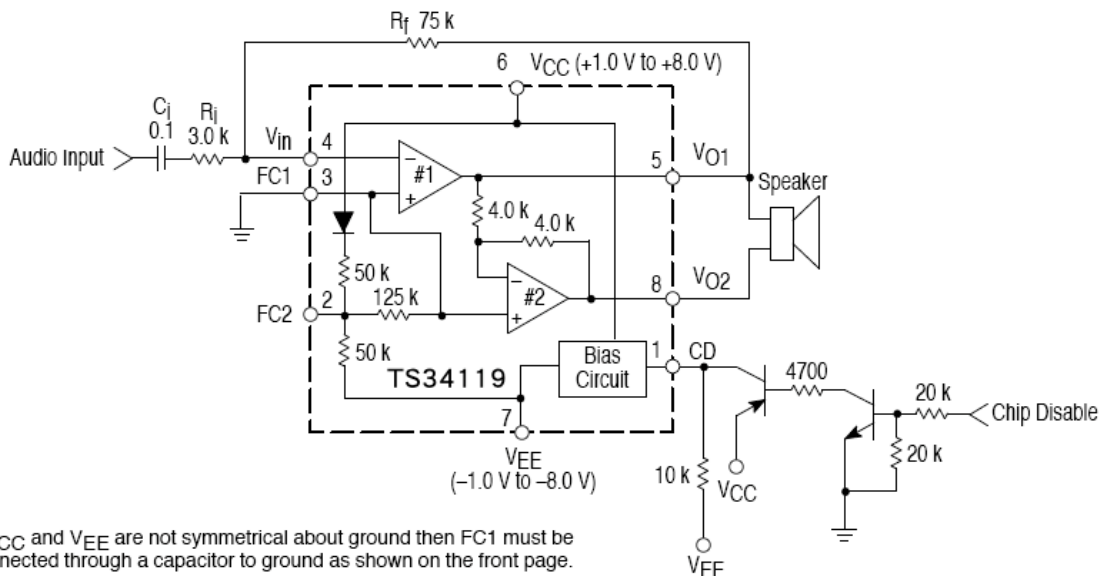 Rf 75 k
6 VCC (+1.0 V to +8.0 V)
Ci
0.1
Ri
3.0 k
Audio Input
Vin 4
FC1 3
#1
5 VO1
Speaker
4.0 k
4.0 k
50 k
#2
8 VO2
FC2 2
125 k
50 k
TS34119
Bias
Circuit
1 CD
4700
20 k
Chip Disable
20 k
7
VEE
(–1.0 V to –8.0 V)
10 k
VCC
VEE
CC and VEE are not symmetrical about ground then FC1 must be
nected through a capacitor to ground as shown on the front page.